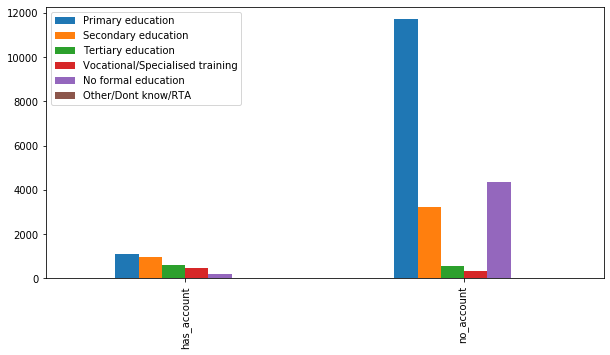 12000
10000
8000
6000
4000
2000
0
Primary education
Secondary education
Tertiary education
Vocational/Specialised training
No formal education
Other/Dont know/RTA
has_account
no_account